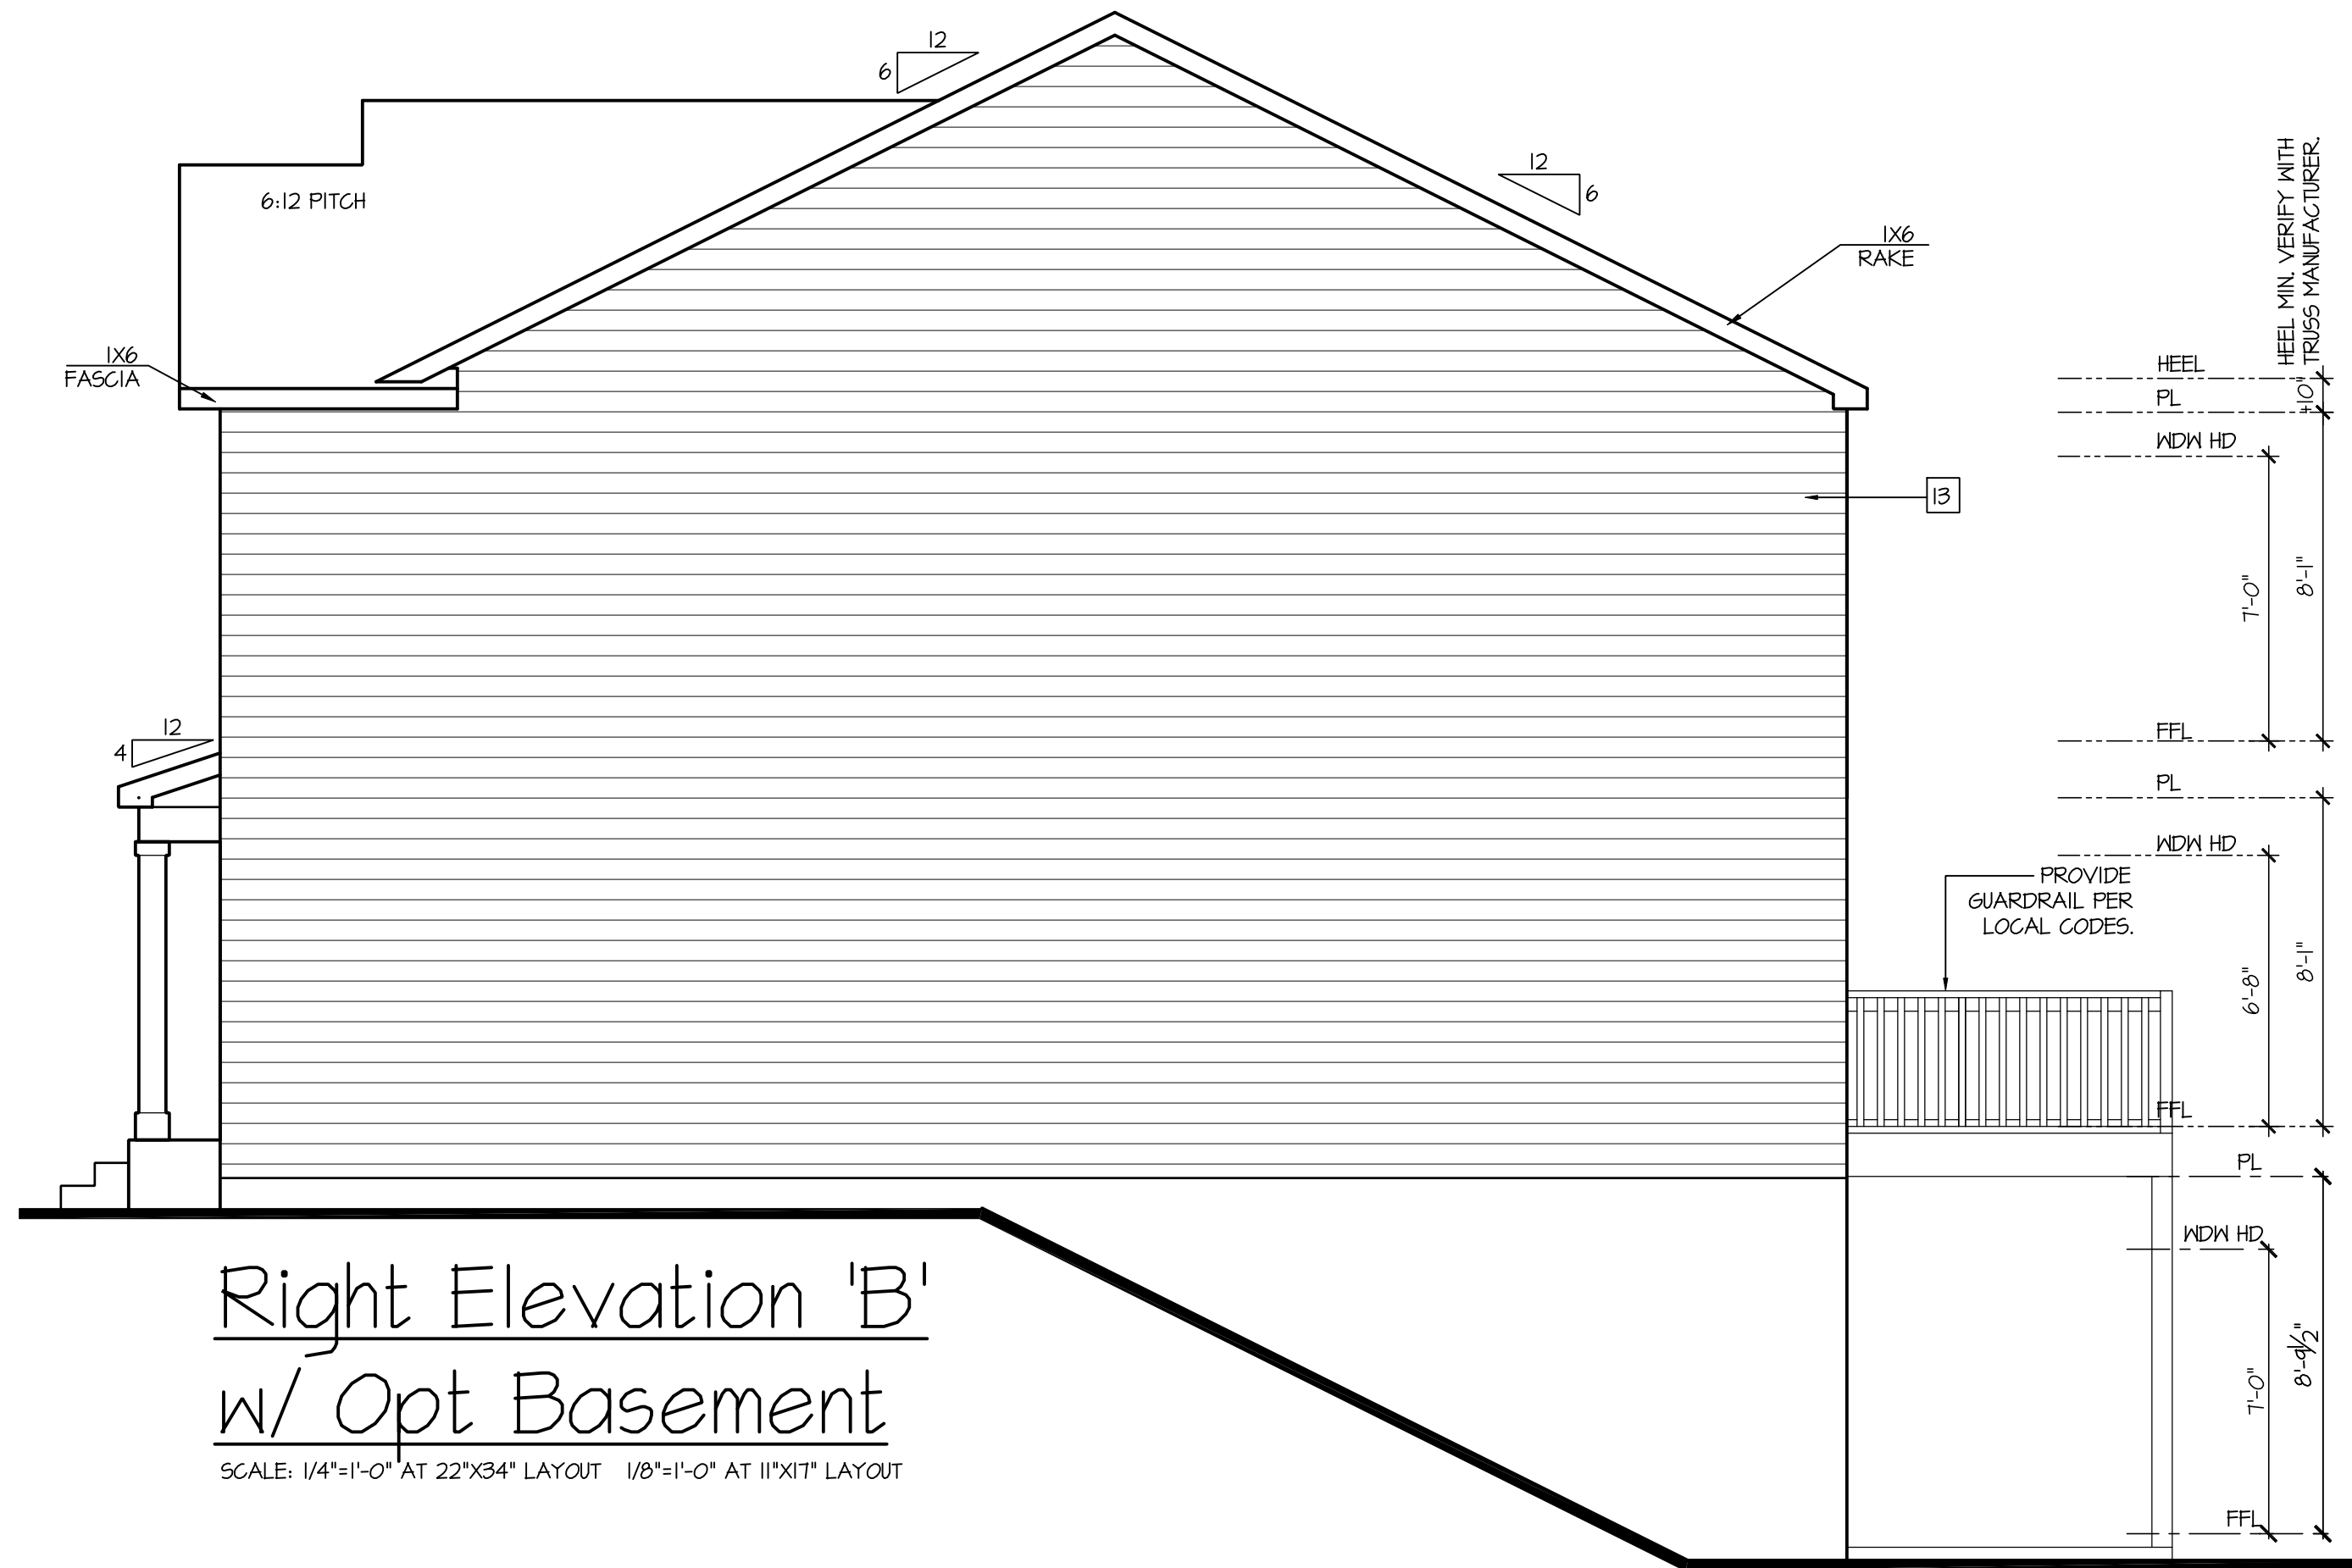 12
6
6:12 PITCH
12
6
1X6
RAKE
HEEL MIN. VERIFY WITH
TRUSS MANUFACTURER.
1X6
FASCIA
HEEL
+10"
PL
WDW HD
13
7'-0"
8'-1"
FFL
12
4
PL
WDW HD
PROVIDE
GUARDRAIL PER
LOCAL CODES.
6'-8"
8'-1"
FFL
PL
WDW HD
7'-0"
8'-9 1/2"
FFL
Right Elevation 'B'
w/ Opt Basement
SCALE: 1/4"=1'-0" AT 22"X34" LAYOUT 1/8"=1'-0" AT 11"X17" LAYOUT